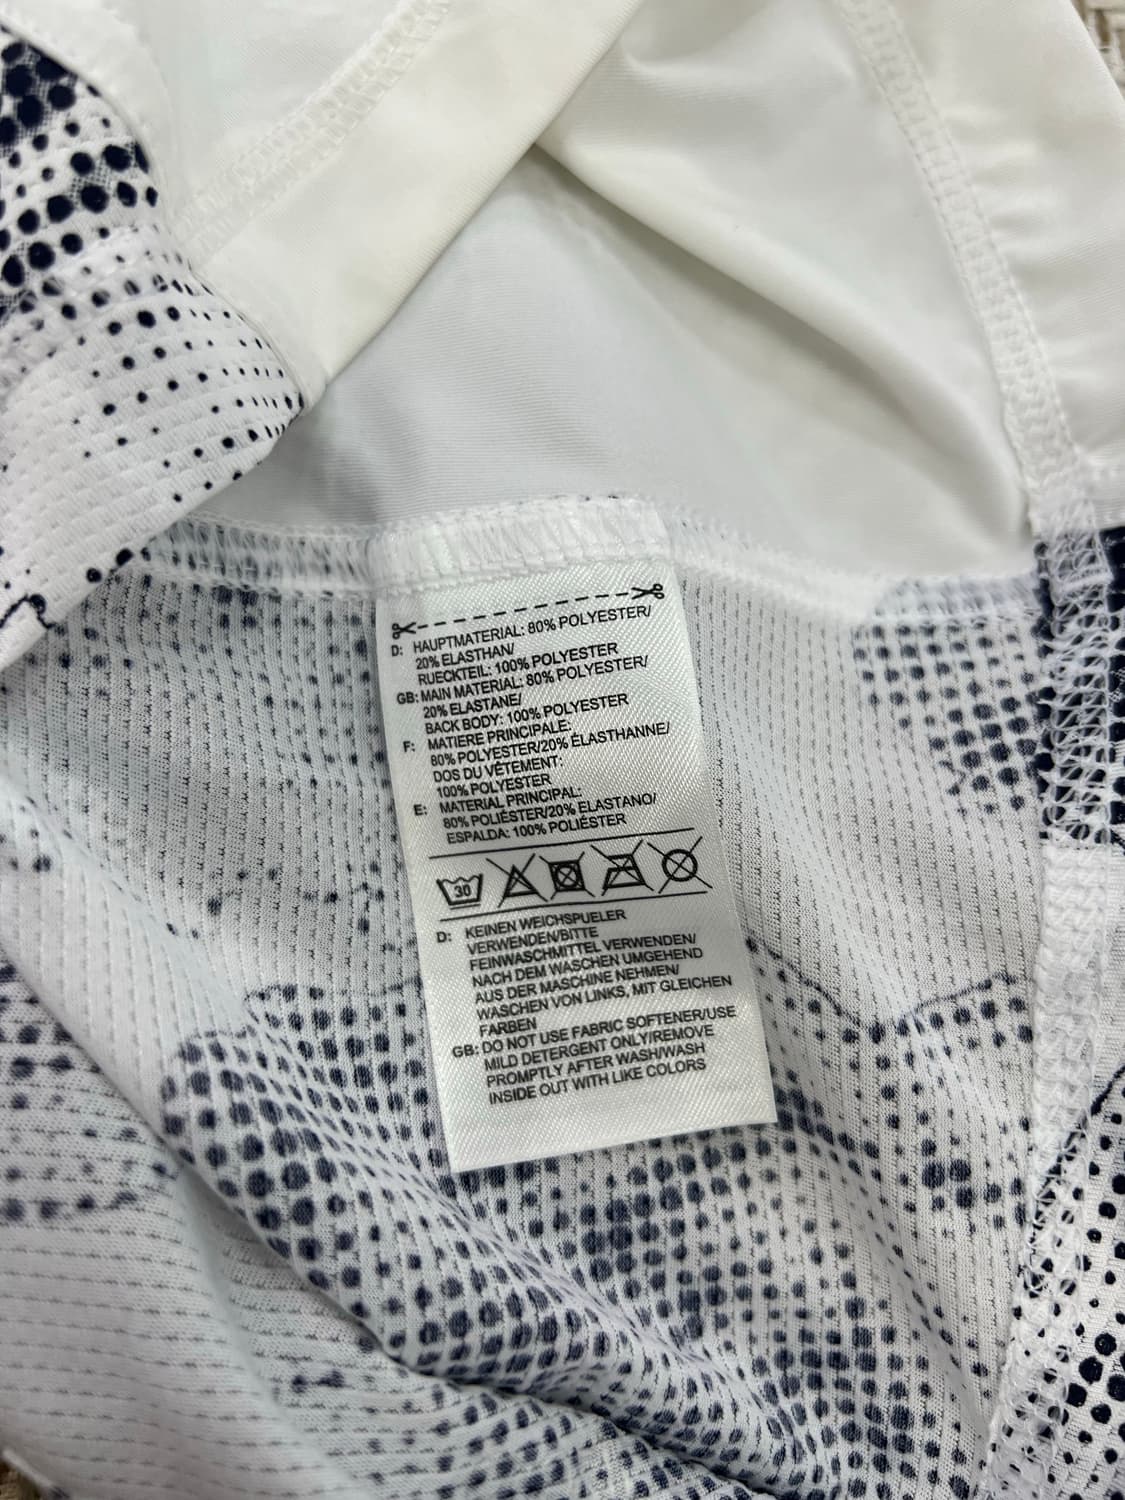 D: HAUPTMATERIAL: 80% POLYESTER/
20% ELASTHAN/
RUECKTEIL: 100% POLYESTER
GB: MAIN MATERIAL: 80% POLYESTER/
20% ELASTANE/
BACK BODY: 100% POLYESTER
F: MATIERE PRINCIPALE:
80% POLYESTER/20% ÉLASTHANNE/
DOS DU VÊTEMENT:
100% POLYESTER
E: MATERIAL PRINCIPAL:
80% POLIÉSTER/20% ELASTANO/
ESPALDA: 100% POLIÉSTER
30
D: KEINEN WEICHSPUELER
VERWENDEN/BITTE
FEINWASCHMITTEL VERWENDEN/
NACH DEM WASCHEN UMGEHEND
AUS DER MASCHINE NEHMEN/
WASCHEN VON LINKS, MIT GLEICHEN
FARBEN
GB: DO NOT USE FABRIC SOFTENER/USE
MILD DETERGENT ONLY/REMOVE
PROMPTLY AFTER WASH/WASH
INSIDE OUT WITH LIKE COLORS